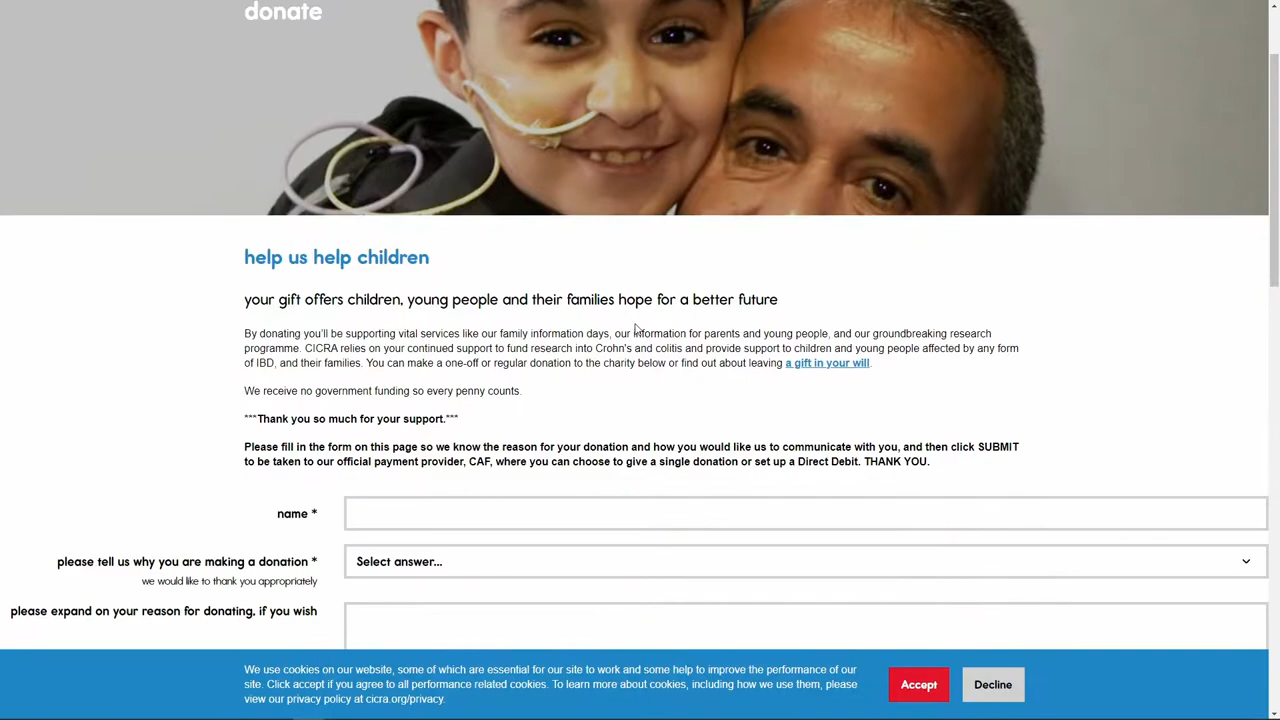 donate
help us help children
your gift offers children, young people and their families hope for a better future
By donating you'll be supporting vital services like our family information days, our information for parents and young people, and our groundbreaking research
programme. CICRA relies on your continued support to fund research into Crohn's and colitis and provide support to children and young people affected by any form
of IBD, and their families. You can make a one-off or regular donation to the charity below or find out about leaving a gift in your will.
We receive no government funding so every penny counts.
***Thank you so much for your support.***
Please fill in the form on this page so we know the reason for your donation and how you would like us to communicate with you, and then click SUBMIT
to be taken to our official payment provider, CAF, where you can choose to give a single donation or set up a Direct Debit. THANK YOU.
name *
please tell us why you are making a donation *
Select answer...
we would like to thank you appropriately
please expand on your reason for donating, if you wish
We use cookies on our website, some of which are essential for our site to work and some help to improve the performance of our
site. Click accept if you agree to all performance related cookies. To learn more about cookies, including how we use them, please
view our privacy policy at cicra.org/privacy.
Accept
Decline